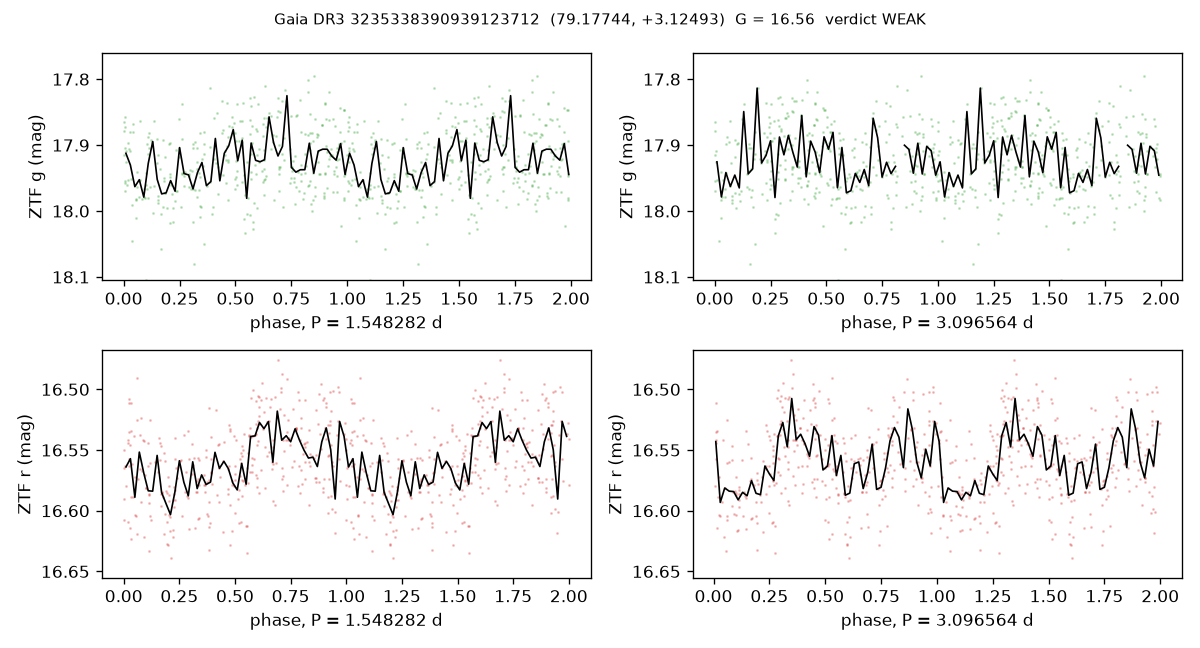 Gaia DR3 3235338390939123712  (79.17744, +3.12493)  G = 16.56  verdict WEAK
ZTF g (mag)
17.8
17.9
18.0
18.1
0.00 0.25 0.50 0.75 1.00 1.25 1.50 1.75 2.00
phase, P = 1.548282 d
ZTF g (mag)
17.8
17.9
18.0
18.1
0.00 0.25 0.50 0.75 1.00 1.25 1.50 1.75 2.00
phase, P = 3.096564 d
ZTF r (mag)
16.50
16.55
16.60
16.65
0.00 0.25 0.50 0.75 1.00 1.25 1.50 1.75 2.00
phase, P = 1.548282 d
ZTF r (mag)
16.50
16.55
16.60
16.65
0.00 0.25 0.50 0.75 1.00 1.25 1.50 1.75 2.00
phase, P = 3.096564 d